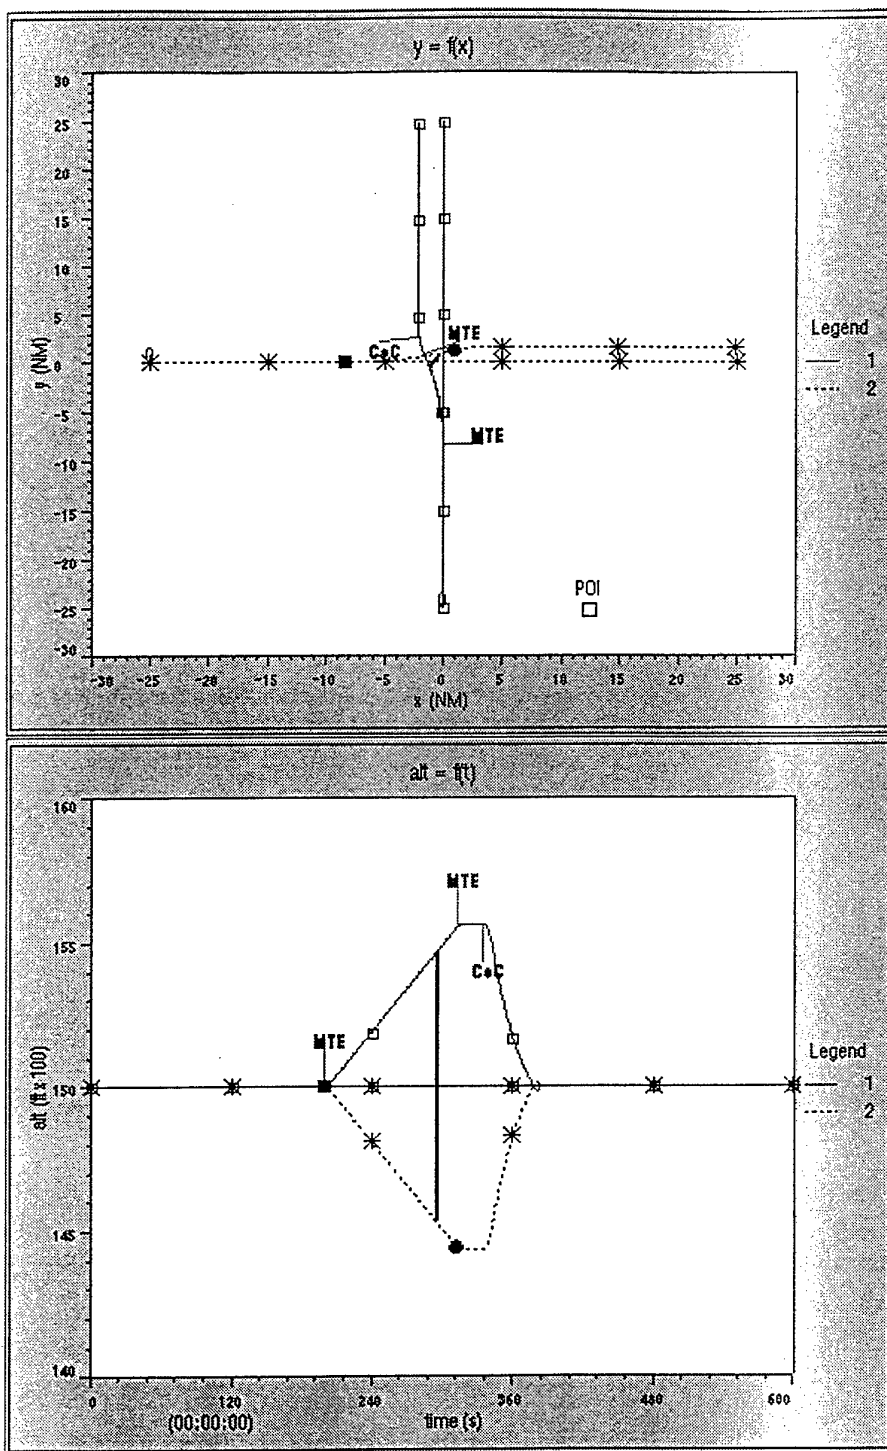 y = f(x)
30
25
20
15
10
5
0
-5
-10
-15
-20
-25
-30
y (NM)
MTE
CoC
MTE
POI
Legend
1
2
-30 -25 -20 -15 -10 -5 0 5 10 15 20 25 30
x (NM)
alt = f(t)
160
155
150
145
140
alt (ft x 100)
MTE
CoC
MTE
Legend
1
2
0 120 240 360 480 600
(00:00:00) time (s)